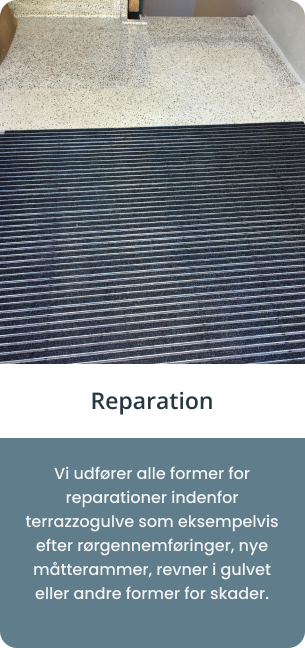 Reparation
Vi udfører alle former for
reparationer indenfor
terrazzogulve som eksempelvis
efter rørgennemføringer, nye
måtterammer, revner i gulvet
eller andre former for skader.